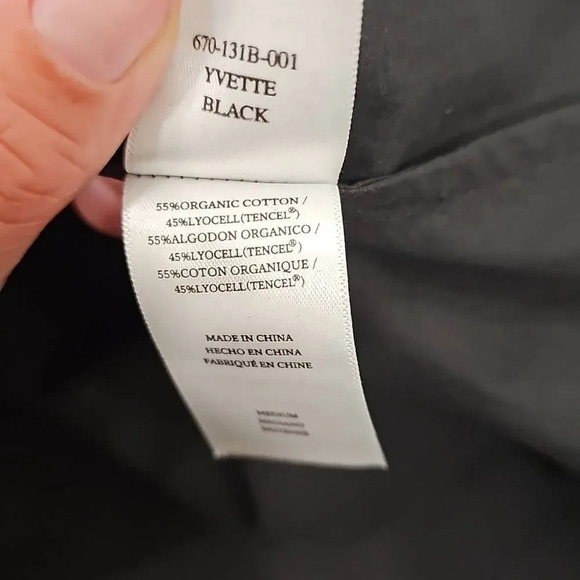 670-131B-001
YVETTE
BLACK
55%ORGANIC COTTON /
45%LYOCELL(TENCEL®)
55%ALGODON ORGANICO /
45%LYOCELL(TENCEL®)
55%COTON ORGANIQUE /
45%LYOCELL(TENCEL®)
MADE IN CHINA
HECHO EN CHINA
FABRIQUÉ EN CHINE
MEDIUM